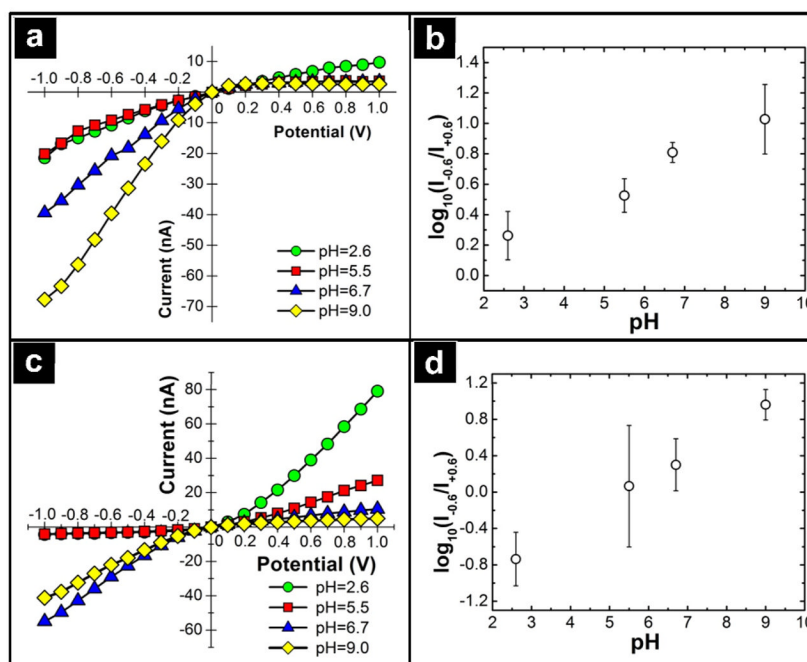 a
10
-1.0 -0.8 -0.6 -0.4 -0.2
0 0.2 0.4 0.6 0.8 1.0
Potential (V)
-10
-20
-30
-40
-50
-60
-70
Current (nA)
pH=2.6
pH=5.5
pH=6.7
pH=9.0
b
1.4
1.2
1.0
0.8
0.6
0.4
0.2
0.0
log10(I-0.6/I+0.6)
2 3 4 5 6 7 8 9 10
pH
c
Current (nA)
80
60
40
20
-1.0 -0.8 -0.6 -0.4 -0.2
0 0.2 0.4 0.6 0.8 1.0
Potential (V)
-20
-40
-60
pH=2.6
pH=5.5
pH=6.7
pH=9.0
d
1.2
0.8
0.4
0.0
-0.4
-0.8
-1.2
log10(I-0.6/I+0.6)
2 3 4 5 6 7 8 9 10
pH